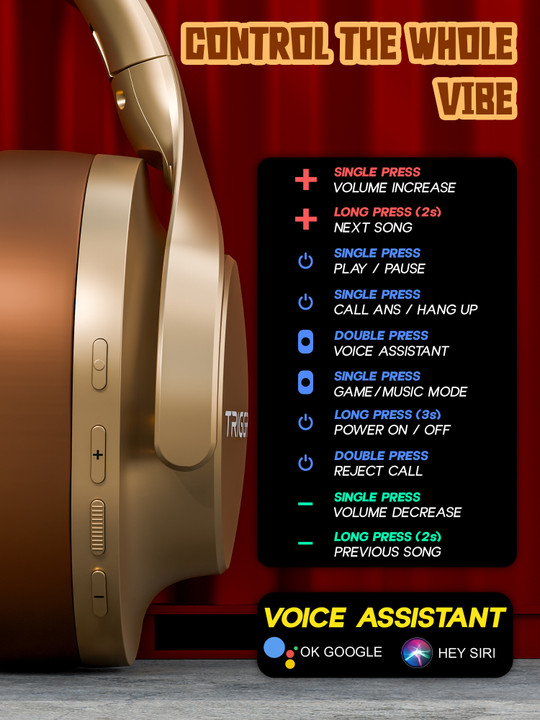 CONTROL THE WHOLE
VIBE
SINGLE PRESS
VOLUME INCREASE
LONG PRESS (2s)
NEXT SONG
SINGLE PRESS
PLAY / PAUSE
SINGLE PRESS
CALL ANS / HANG UP
DOUBLE PRESS
VOICE ASSISTANT
SINGLE PRESS
GAME/MUSIC MODE
LONG PRESS (3s)
POWER ON / OFF
DOUBLE PRESS
REJECT CALL
SINGLE PRESS
VOLUME DECREASE
LONG PRESS (2s)
PREVIOUS SONG
VOICE ASSISTANT
OK GOOGLE
HEY SIRI